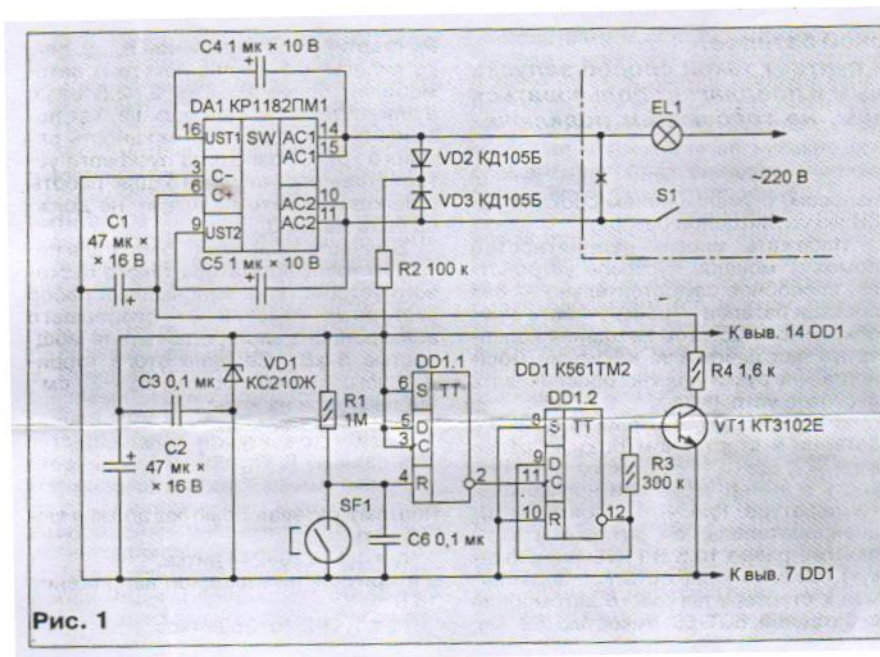 C4 1 мк × 10 В
DA1 КР1182ПМ1
16
UST1
SW
AC1
14
AC1
15
3
C–
6
C+
AC2
10
AC2
11
9
UST2
C5 1 мк × 10 В
C1
47 мк ×
× 16 В
VD2 КД105Б
VD3 КД105Б
EL1
~220 В
S1
R2 100 к
К выв. 14 DD1
VD1
КС210Ж
C3 0,1 мк
C2
47 мк ×
× 16 В
R1
1М
DD1.1
6
S
TT
5
D
3
C
4
R
2
DD1 К561ТМ2
DD1.2
8
S
TT
9
D
11
C
10
R
12
R4 1,6 к
VT1 КТ3102Е
R3
300 к
SF1
C6 0,1 мк
К выв. 7 DD1
Рис. 1